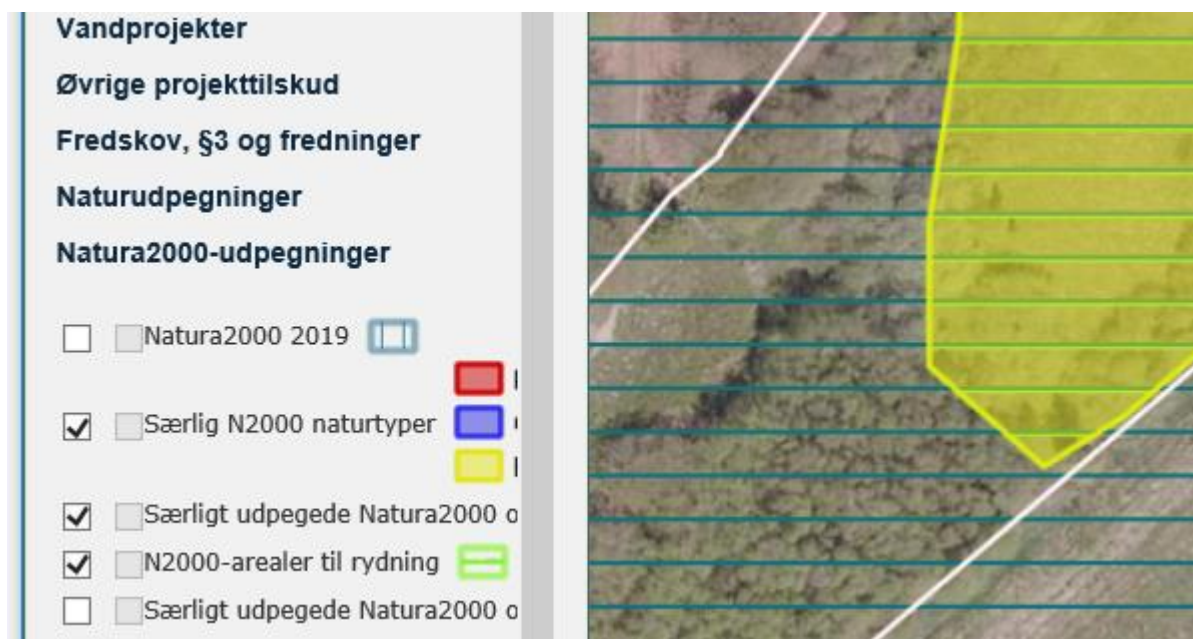 Vandprojekter
Øvrige projekttilskud
Fredskov, §3 og fredninger
Naturudpegninger
Natura2000-udpegninger
Natura2000 2019
Særlig N2000 naturtyper
Særligt udpegede Natura2000 o
N2000-arealer til rydning
Særligt udpegede Natura2000 o